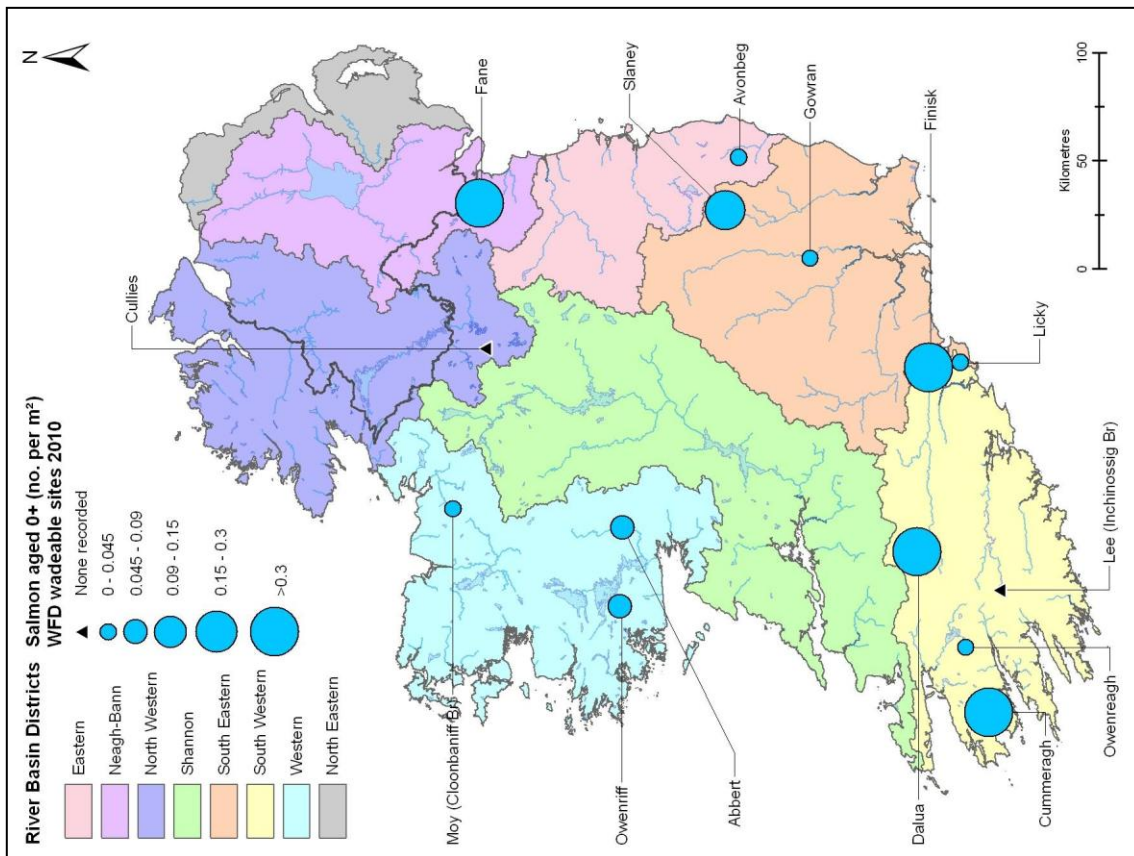 River Basin Districts
Eastern
Neagh-Bann
North Western
Shannon
South Eastern
South Western
Western
North Eastern
Salmon aged 0+ (no. per m²)
WFD wadeable sites 2010
None recorded
0 - 0.045
0.045 - 0.09
0.09 - 0.15
0.15 - 0.3
>0.3
N
Cullies
Fane
Slaney
Avonbeg
Gowran
Finisk
Licky
Moy (Cloonbaniff Br)
Owenriff
Abbert
Dalua
Cummeragh
Owenreagh
Lee (Inchinossig Br)
Kilometres
0
50
100